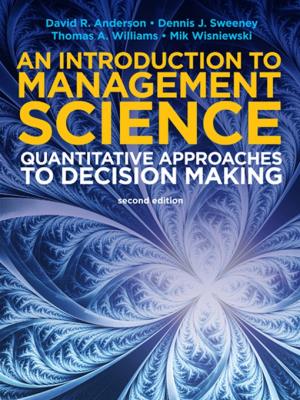 David R. Anderson • Dennis J. Sweeney
Thomas A. Williams • Mik Wisniewski
AN INTRODUCTION TO
MANAGEMENT
SCIENCE
QUANTITATIVE APPROACHES
TO DECISION MAKING
second edition